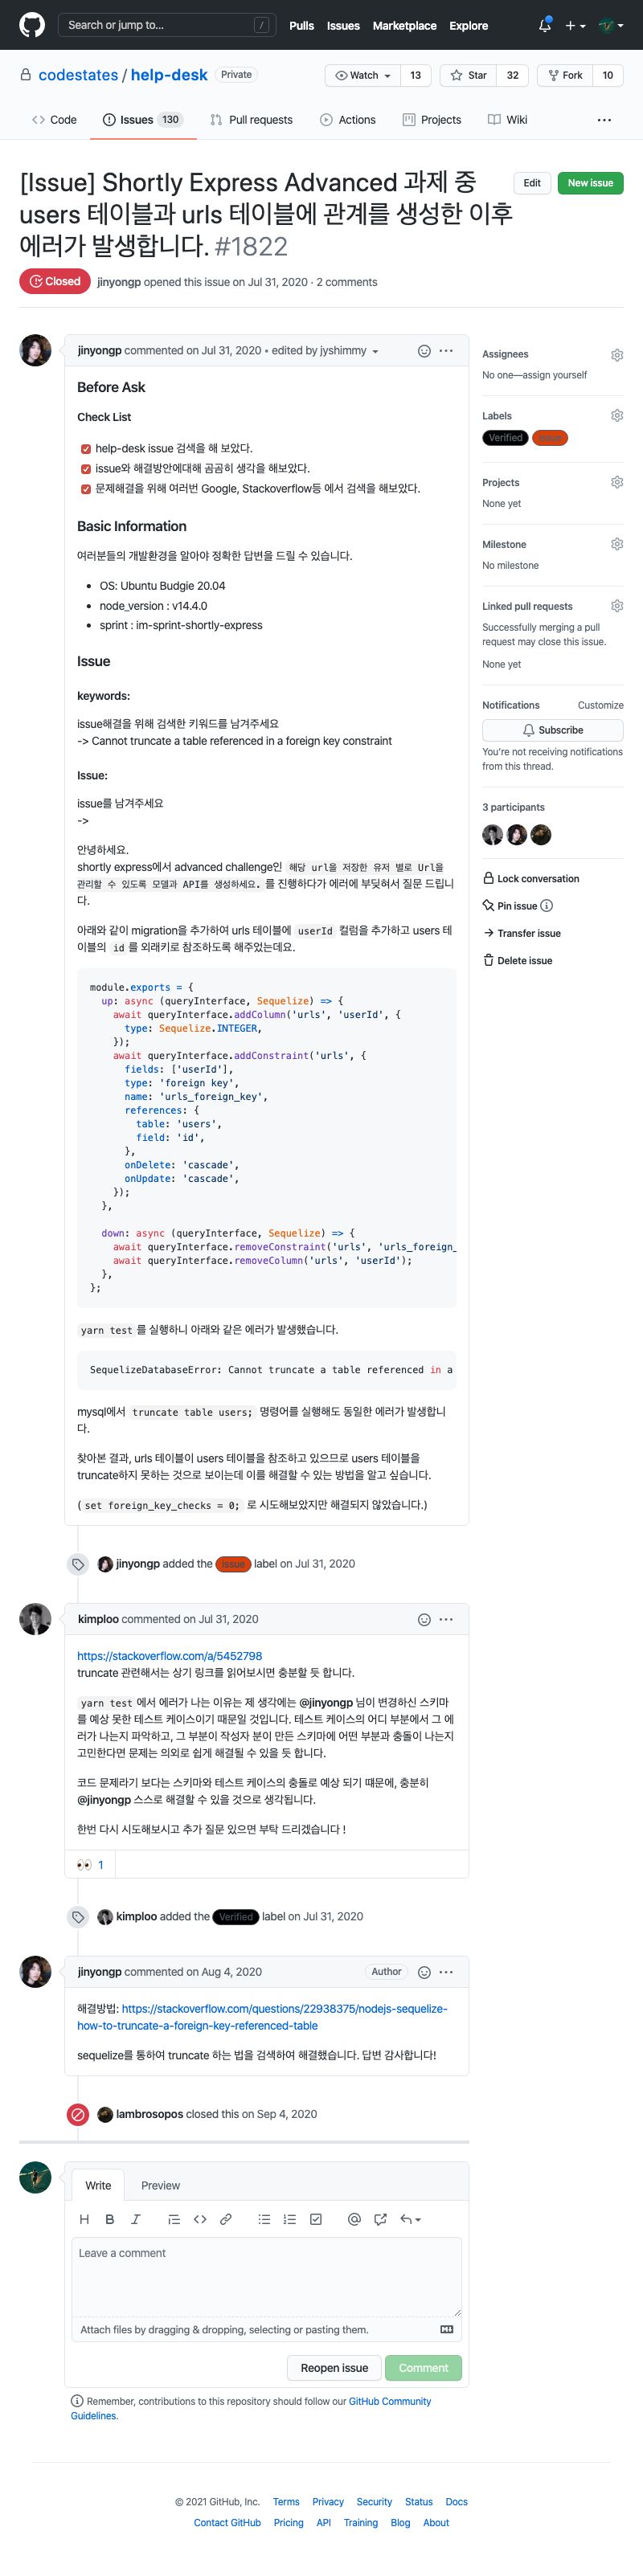 Search or jump to... /
Pulls Issues Marketplace Explore
codestates / help-desk Private
Watch 13 Star 32 Fork 10
Code Issues 130 Pull requests Actions Projects Wiki
[Issue] Shortly Express Advanced 과제 중
users 테이블과 urls 테이블에 관계를 생성한 이후
에러가 발생합니다. #1822
Edit New issue
Closed jinyongp opened this issue on Jul 31, 2020 · 2 comments
jinyongp commented on Jul 31, 2020 • edited by jyshimmy
Before Ask
Check List
help-desk issue 검색을 해 보았다.
issue와 해결방안에대해 곰곰히 생각을 해보았다.
문제해결을 위해 여러번 Google, Stackoverflow등 에서 검색을 해보았다.
Basic Information
여러분들의 개발환경을 알아야 정확한 답변을 드릴 수 있습니다.
OS: Ubuntu Budgie 20.04
node_version : v14.4.0
sprint : im-sprint-shortly-express
Issue
keywords:
issue해결을 위해 검색한 키워드를 남겨주세요
-> Cannot truncate a table referenced in a foreign key constraint
Issue:
issue를 남겨주세요
->
안녕하세요.
shortly express에서 advanced challenge인 해당 url을 저장한 유저 별로 Url을
관리할 수 있도록 모델과 API를 생성하세요. 를 진행하다가 에러에 부딪혀서 질문 드립니
다.
아래와 같이 migration을 추가하여 urls 테이블에 userId 컬럼을 추가하고 users 테
이블의 id 를 외래키로 참조하도록 해주었는데요.
module.exports = {
up: async (queryInterface, Sequelize) => {
await queryInterface.addColumn('urls', 'userId', {
type: Sequelize.INTEGER,
});
await queryInterface.addConstraint('urls', {
fields: ['userId'],
type: 'foreign key',
name: 'urls_foreign_key',
references: {
table: 'users',
field: 'id',
},
onDelete: 'cascade',
onUpdate: 'cascade',
});
},
down: async (queryInterface, Sequelize) => {
await queryInterface.removeConstraint('urls', 'urls_foreign_
await queryInterface.removeColumn('urls', 'userId');
},
};
yarn test 를 실행하니 아래와 같은 에러가 발생했습니다.
SequelizeDatabaseError: Cannot truncate a table referenced in a
mysql에서 truncate table users; 명령어를 실행해도 동일한 에러가 발생합니
다.
찾아본 결과, urls 테이블이 users 테이블을 참조하고 있으므로 users 테이블을
truncate하지 못하는 것으로 보이는데 이를 해결할 수 있는 방법을 알고 싶습니다.
( set foreign_key_checks = 0; 로 시도해보았지만 해결되지 않았습니다.)
jinyongp added the issue label on Jul 31, 2020
kimploo commented on Jul 31, 2020
https://stackoverflow.com/a/5452798
truncate 관련해서는 상기 링크를 읽어보시면 충분할 듯 합니다.
yarn test 에서 에러가 나는 이유는 제 생각에는 @jinyongp 님이 변경하신 스키마
를 예상 못한 테스트 케이스이기 때문일 것입니다. 테스트 케이스의 어디 부분에서 그 에
러가 나는지 파악하고, 그 부분이 작성자 분이 만든 스키마에 어떤 부분과 충돌이 나는지
고민한다면 문제는 의외로 쉽게 해결될 수 있을 듯 합니다.
코드 문제라기 보다는 스키마와 테스트 케이스의 충돌로 예상 되기 때문에, 충분히
@jinyongp 스스로 해결할 수 있을 것으로 생각됩니다.
한번 다시 시도해보시고 추가 질문 있으면 부탁 드리겠습니다 !
1
kimploo added the Verified label on Jul 31, 2020
jinyongp commented on Aug 4, 2020 Author
해결방법: https://stackoverflow.com/questions/22938375/nodejs-sequelize-
how-to-truncate-a-foreign-key-referenced-table
sequelize를 통하여 truncate 하는 법을 검색하여 해결했습니다. 답변 감사합니다!
lambrosopos closed this on Sep 4, 2020
Write Preview
Leave a comment
Attach files by dragging & dropping, selecting or pasting them.
Reopen issue Comment
Remember, contributions to this repository should follow our GitHub Community
Guidelines.
Assignees
No one—assign yourself
Labels
Verified issue
Projects
None yet
Milestone
No milestone
Linked pull requests
Successfully merging a pull
request may close this issue.
None yet
Notifications Customize
Subscribe
You're not receiving notifications
from this thread.
3 participants
Lock conversation
Pin issue
Transfer issue
Delete issue
© 2021 GitHub, Inc. Terms Privacy Security Status Docs
Contact GitHub Pricing API Training Blog About